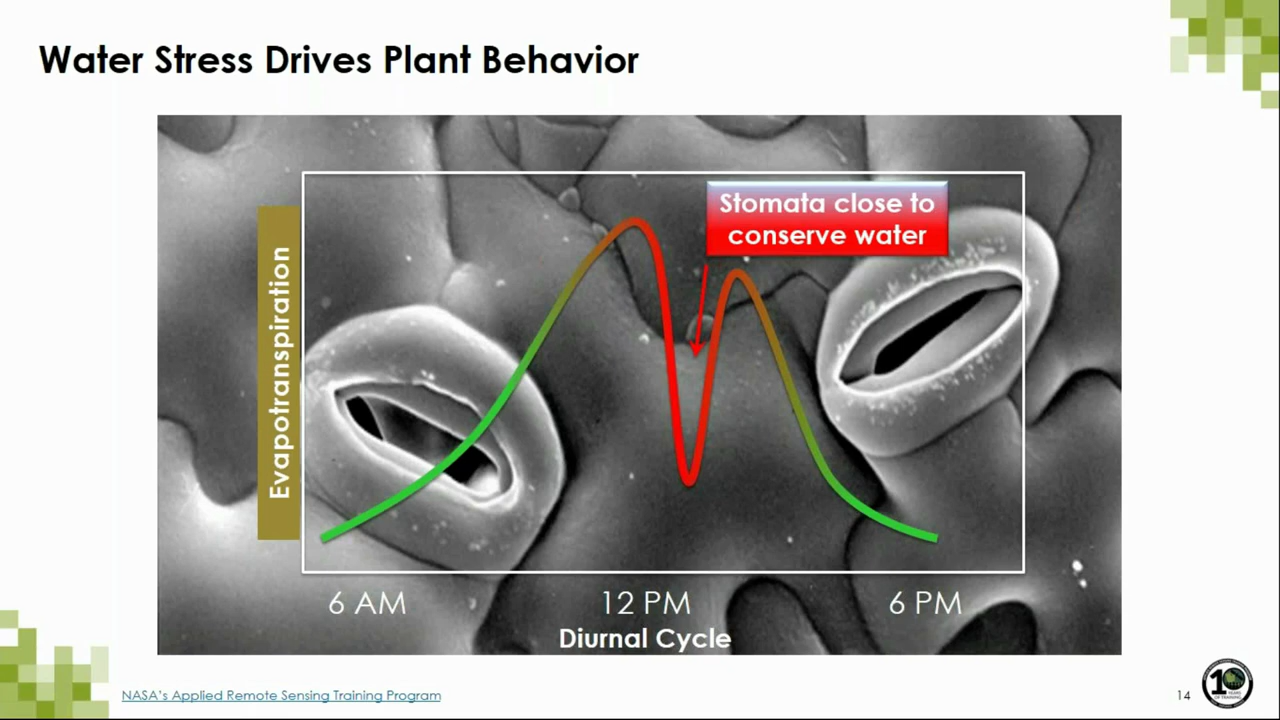 Water Stress Drives Plant Behavior
Stomata close to
conserve water
Evapotranspiration
6 AM
12 PM
6 PM
Diurnal Cycle
NASA's Applied Remote Sensing Training Program
14
10